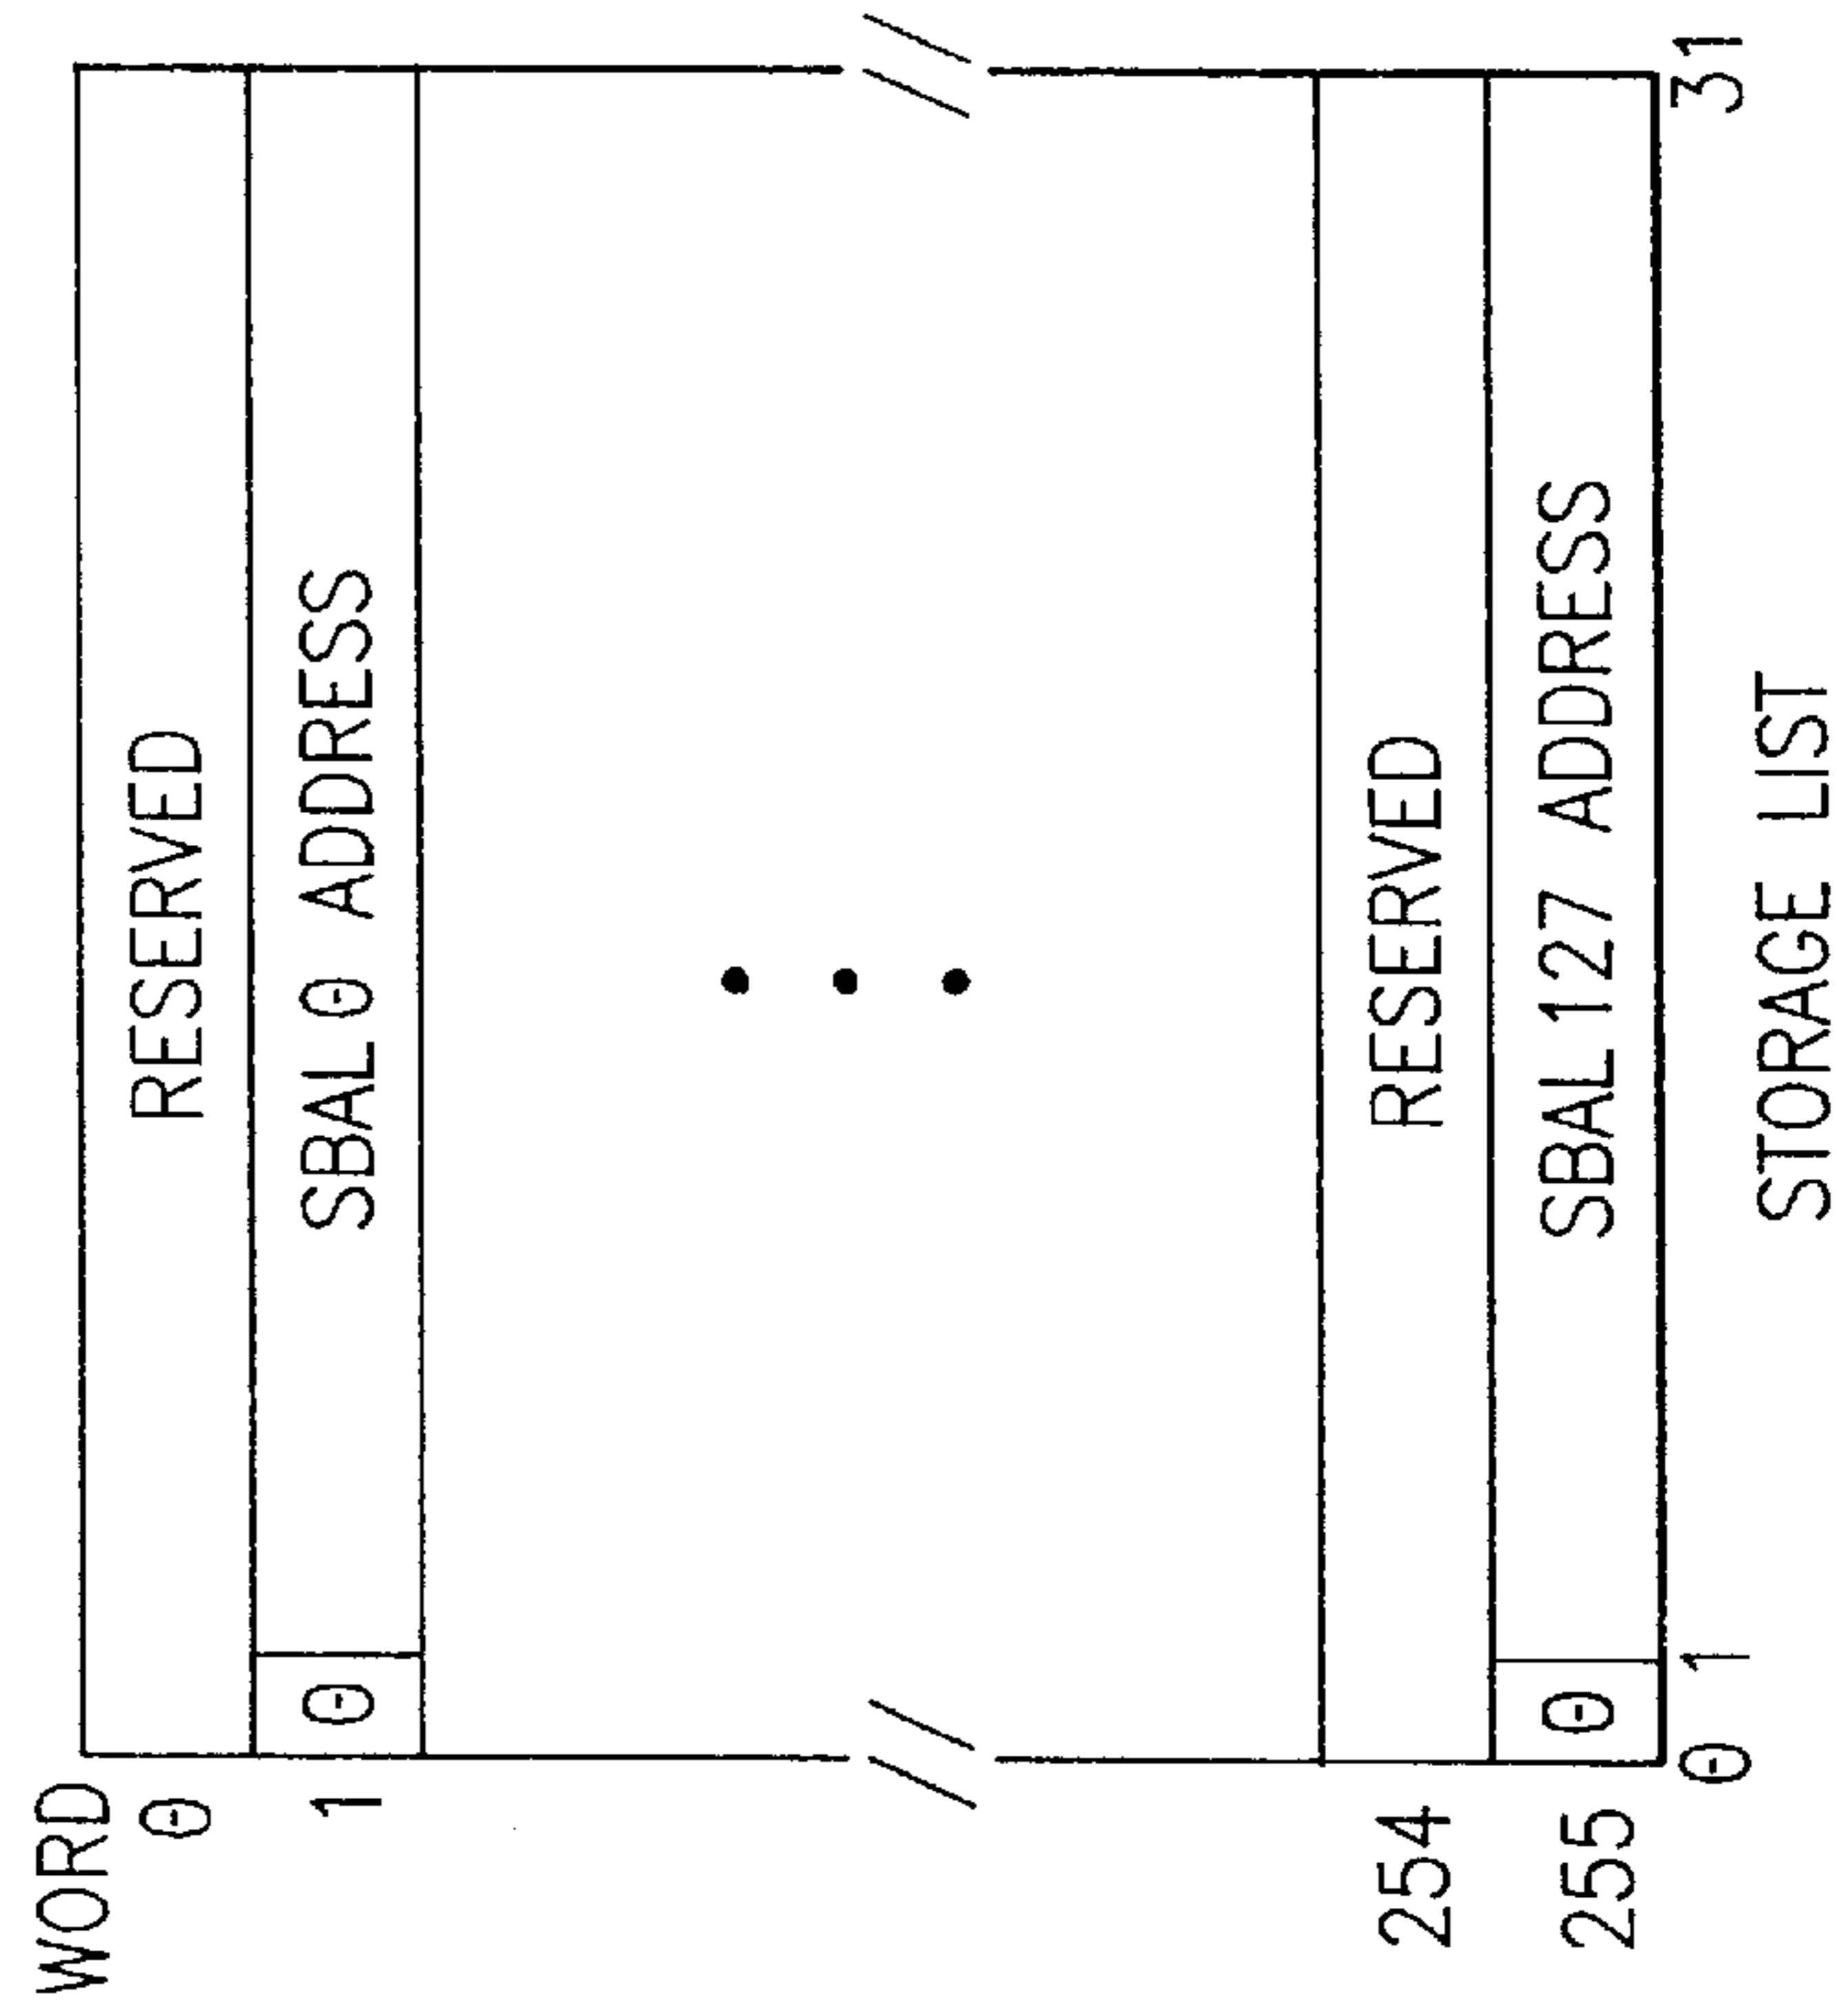 WORD
0 RESERVED
1 0 SBAL 0 ADDRESS
254 RESERVED
255 0 SBAL 127 ADDRESS
0 1 31
STORAGE LIST